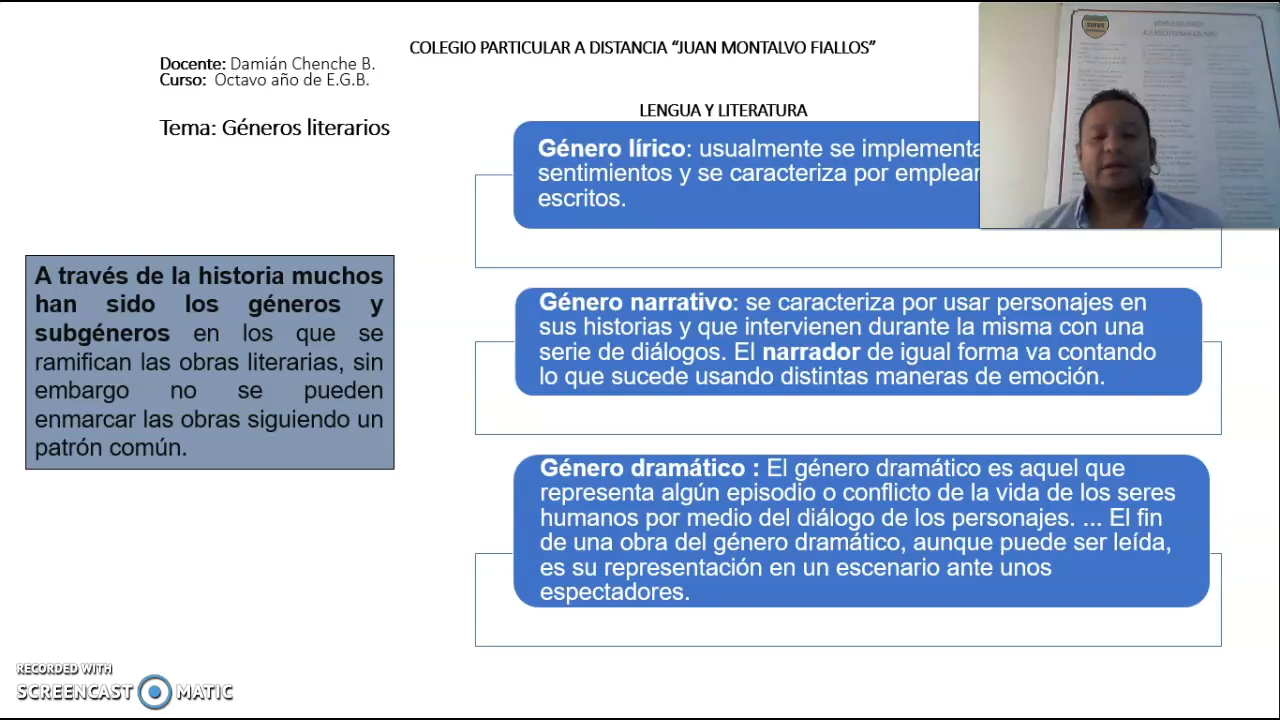 COLEGIO PARTICULAR A DISTANCIA “JUAN MONTALVO FIALLOS”
Docente: Damián Chenche B.
Curso: Octavo año de E.G.B.
LENGUA Y LITERATURA
Tema: Géneros literarios
Género lírico: usualmente se implementa
sentimientos y se caracteriza por emplear
escritos.
A través de la historia muchos
han sido los géneros y
subgéneros en los que se
ramifican las obras literarias, sin
embargo no se pueden
enmarcar las obras siguiendo un
patrón común.
Género narrativo: se caracteriza por usar personajes en
sus historias y que intervienen durante la misma con una
serie de diálogos. El narrador de igual forma va contando
lo que sucede usando distintas maneras de emoción.
Género dramático : El género dramático es aquel que
representa algún episodio o conflicto de la vida de los seres
humanos por medio del diálogo de los personajes. ... El fin
de una obra del género dramático, aunque puede ser leída,
es su representación en un escenario ante unos
espectadores.
RECORDED WITH
SCREENCAST MATIC